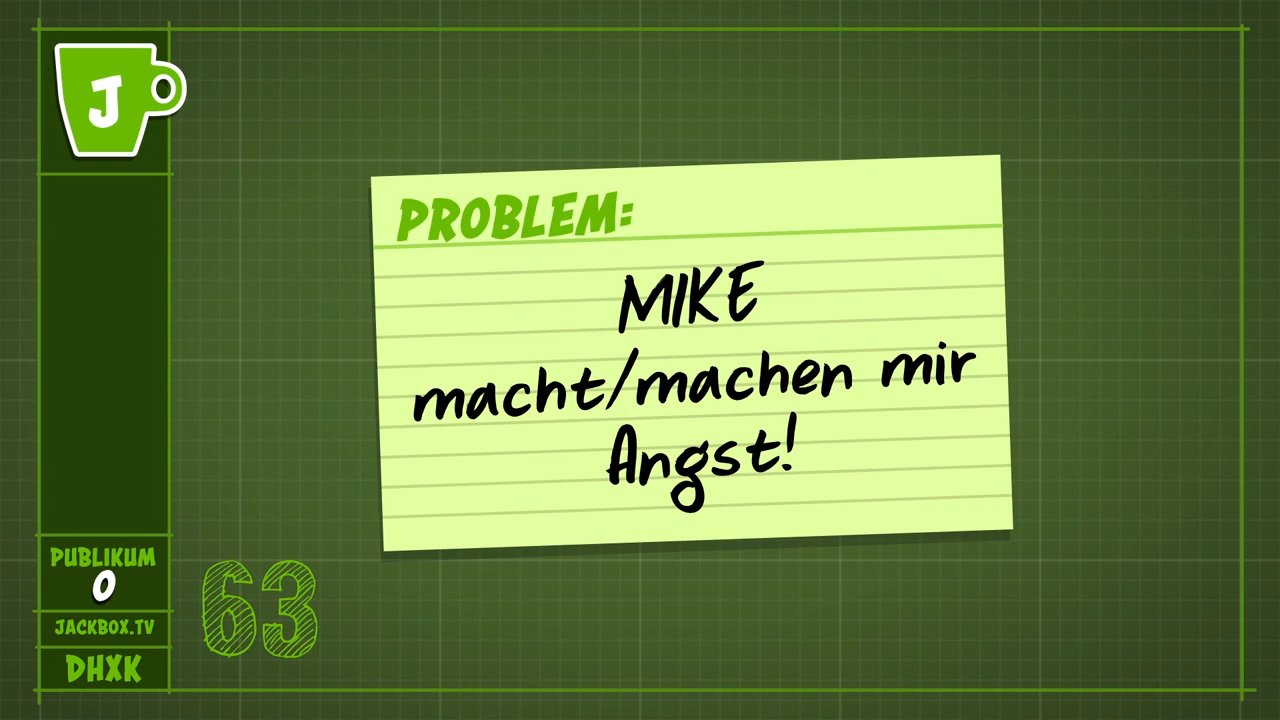 J
PROBLEM:
MIKE
macht/machen mir
Angst!
PUBLIKUM
0
JACKBOX.TV
DHXK
63